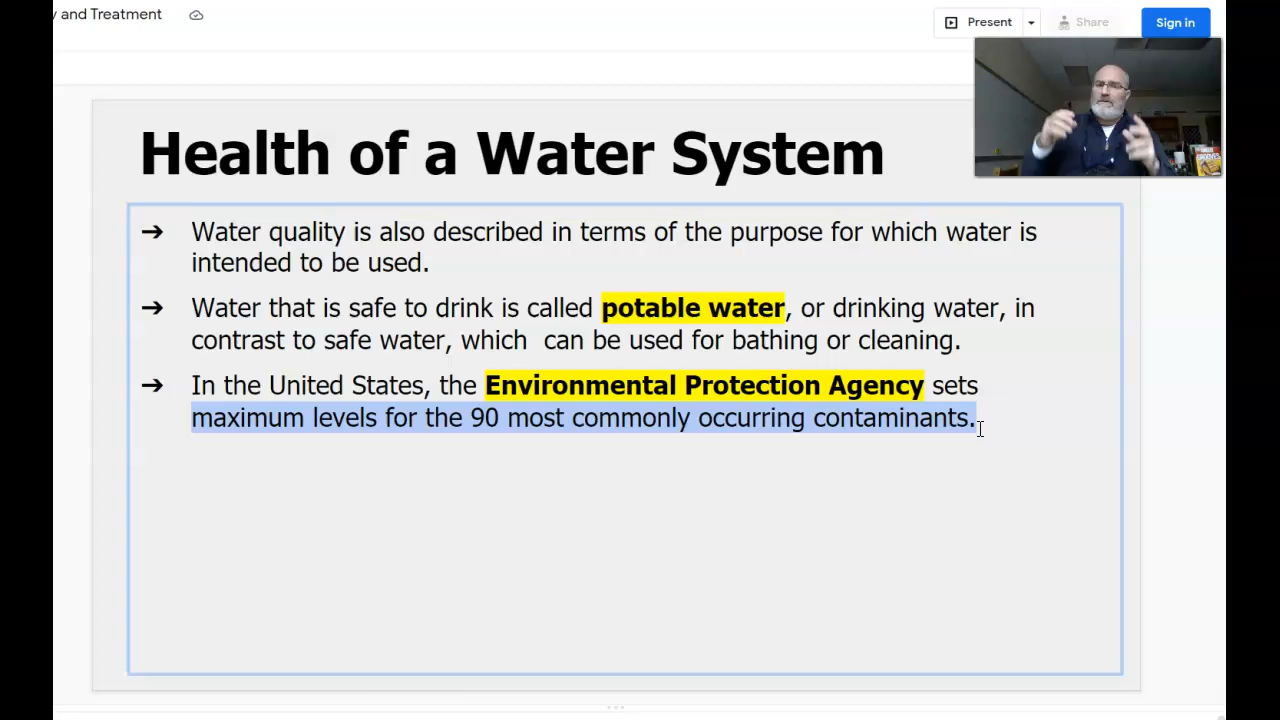 y and Treatment
Present
Share
Sign in
Health of a Water System
➔ Water quality is also described in terms of the purpose for which water is
intended to be used.
➔ Water that is safe to drink is called potable water, or drinking water, in
contrast to safe water, which  can be used for bathing or cleaning.
➔ In the United States, the Environmental Protection Agency sets
maximum levels for the 90 most commonly occurring contaminants.